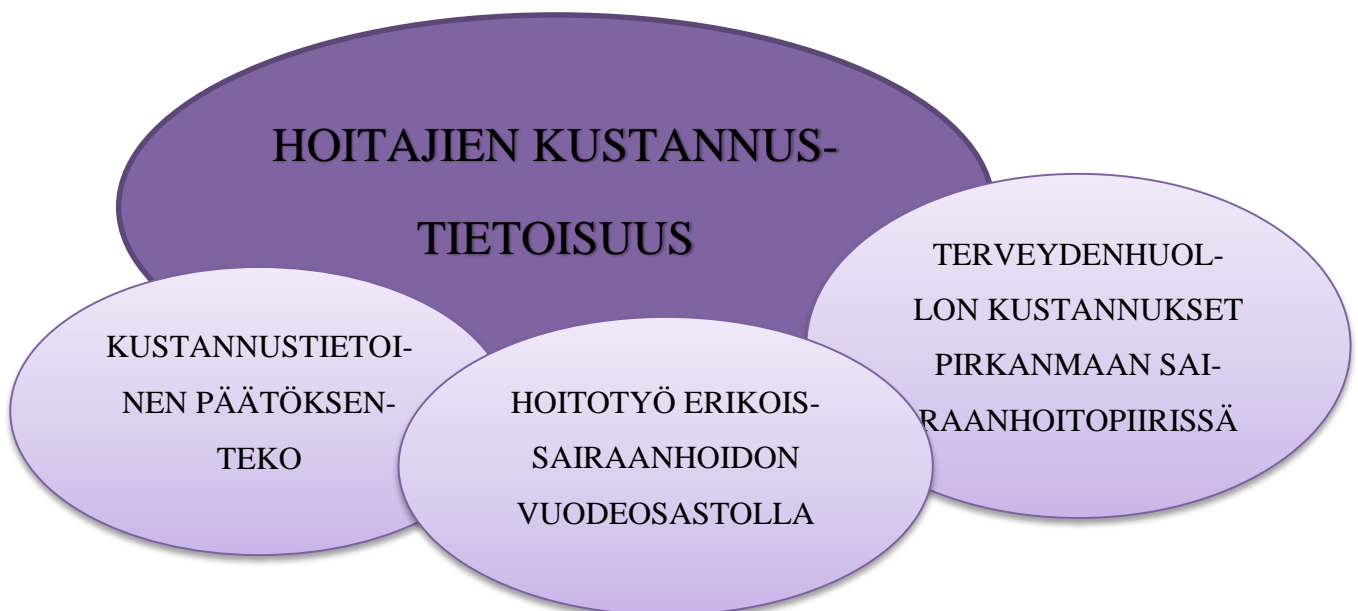 HOITAJIEN KUSTANNUS-
TIETOISUUS
KUSTANNUSTIETOI-
NEN PÄÄTÖKSEN-
TEKO
HOITOTYÖ ERIKOIS-
SAIRAANHOIDON
VUODEOSASTOLLA
TERVEYDENHUOL-
LON KUSTANNUKSET
PIRKANMAAN SAI-
RAANHOITOPIIRISSÄ